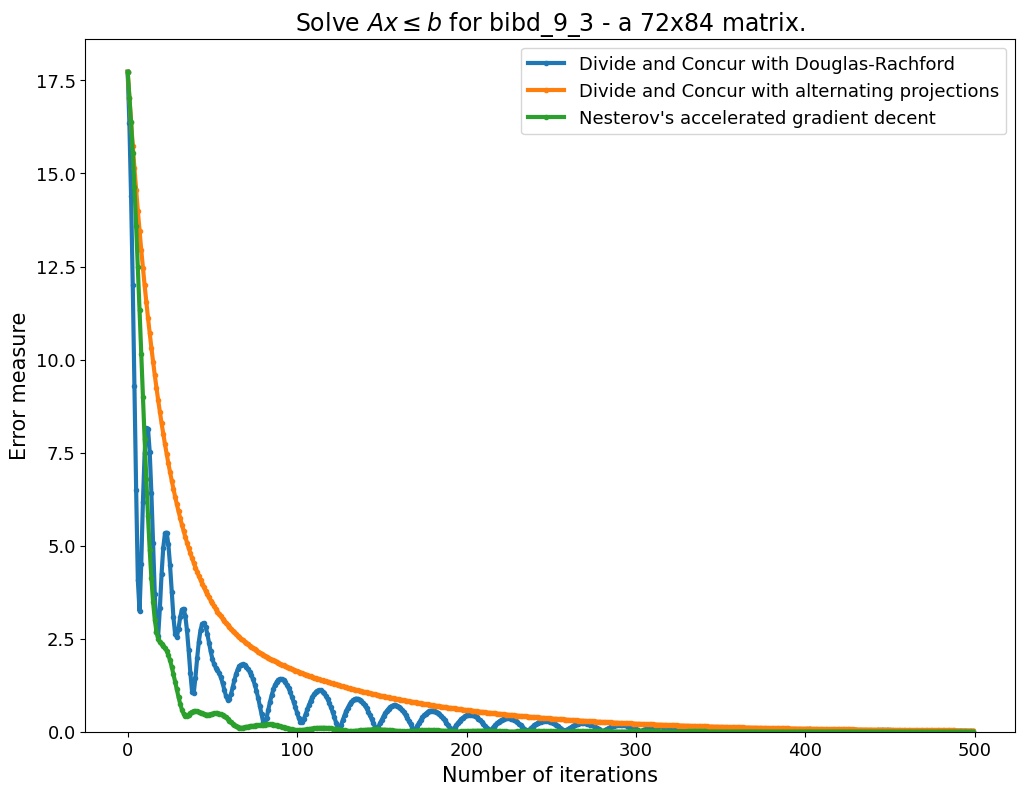 Solve $Ax \leq b$ for bibd_9_3 - a 72x84 matrix.
Divide and Concur with Douglas-Rachford
Divide and Concur with alternating projections
Nesterov's accelerated gradient decent
Error measure
17.5
15.0
12.5
10.0
7.5
5.0
2.5
0.0
0 100 200 300 400 500
Number of iterations